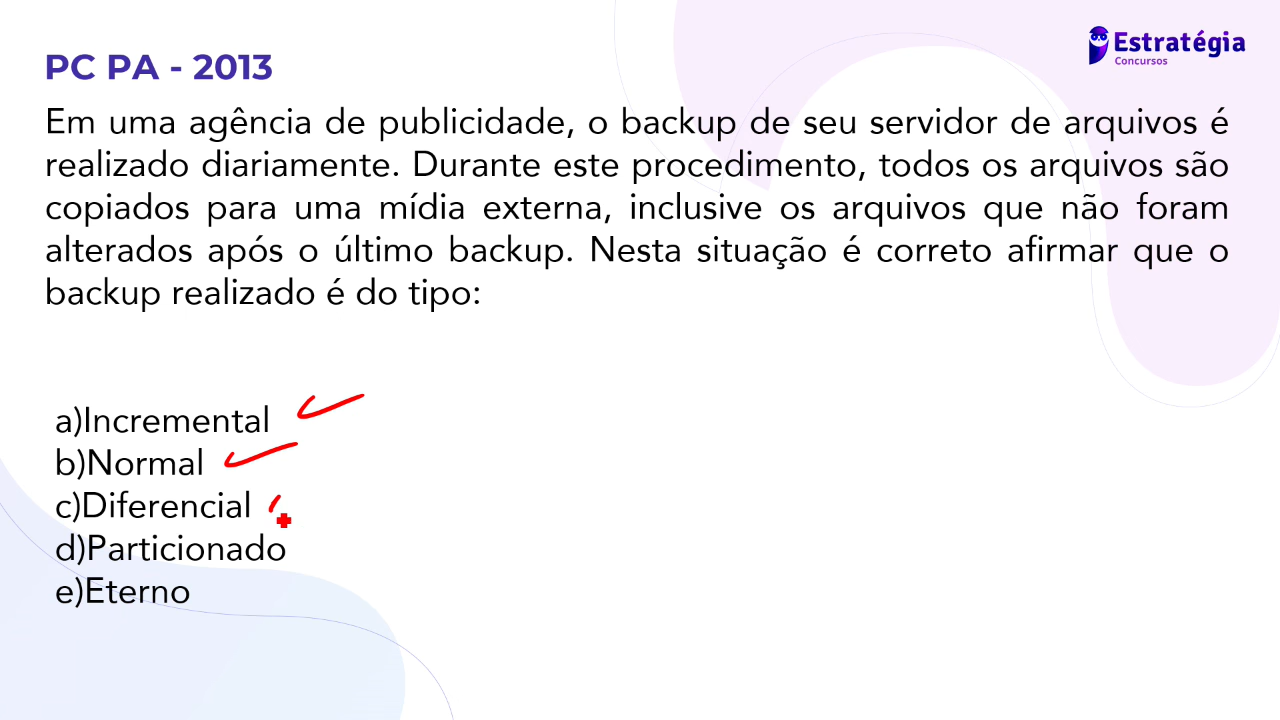 PC PA - 2013
Estratégia
Concursos
Em uma agência de publicidade, o backup de seu servidor de arquivos é
realizado diariamente. Durante este procedimento, todos os arquivos são
copiados para uma mídia externa, inclusive os arquivos que não foram
alterados após o último backup. Nesta situação é correto afirmar que o
backup realizado é do tipo:
a)Incremental
b)Normal
c)Diferencial
d)Particionado
e)Eterno